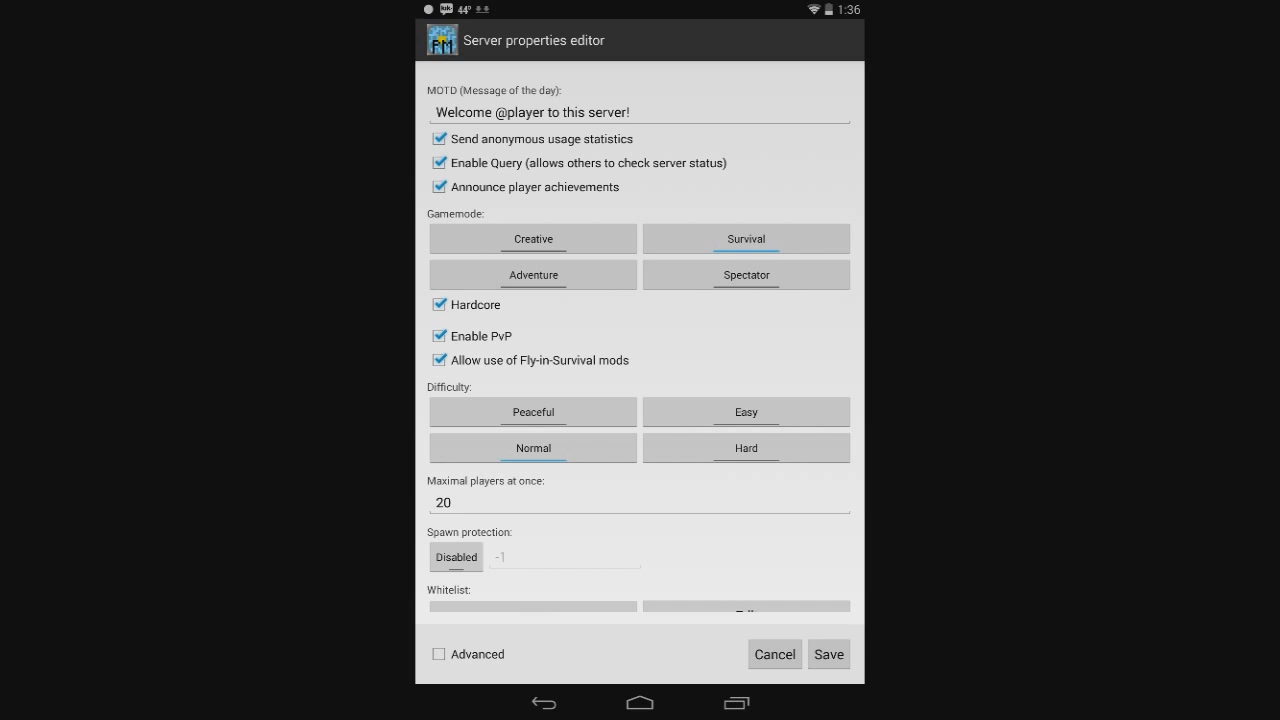 44° 1:36
FM Server properties editor
MOTD (Message of the day):
Welcome @player to this server!
Send anonymous usage statistics
Enable Query (allows others to check server status)
Announce player achievements
Gamemode:
Creative Survival
Adventure Spectator
Hardcore
Enable PvP
Allow use of Fly-in-Survival mods
Difficulty:
Peaceful Easy
Normal Hard
Maximal players at once:
20
Spawn protection:
Disabled -1
Whitelist:
Advanced Cancel Save